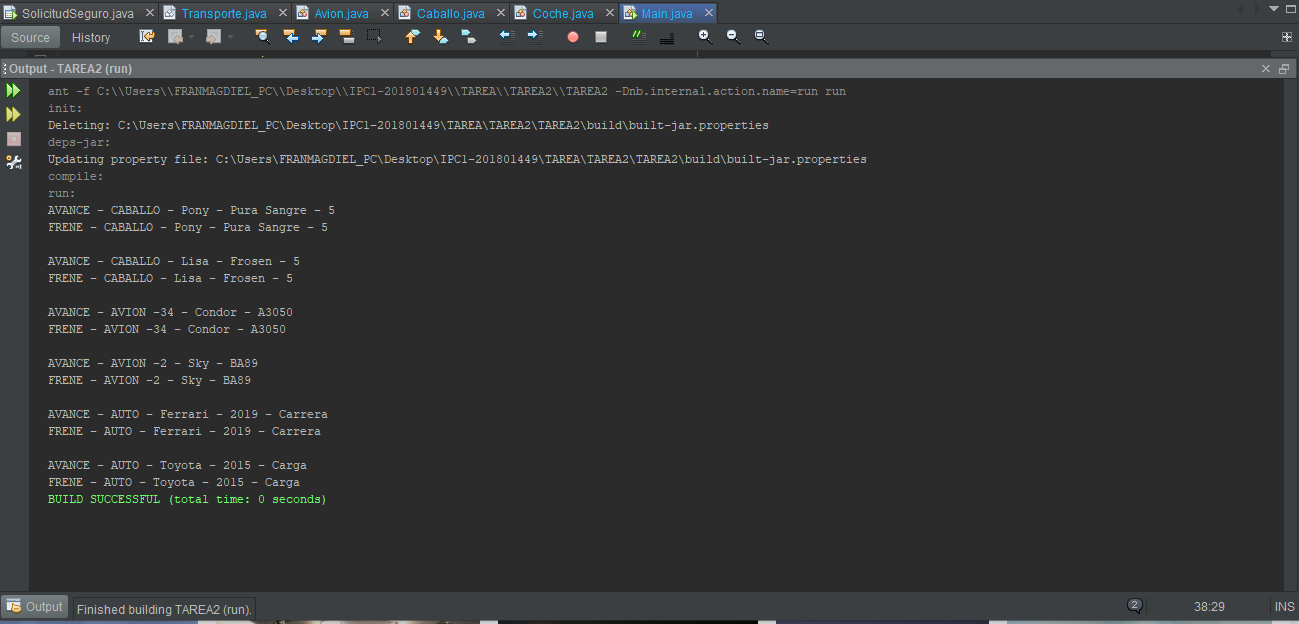 SolicitudSeguro.java Transporte.java Avion.java Caballo.java Coche.java Main.java
Source History
Output - TAREA2 (run)
ant -f C:\\Users\\FRANMAGDIEL_PC\\Desktop\\IPC1-201801449\\TAREA\\TAREA2\\TAREA2 -Dnb.internal.action.name=run run
init:
Deleting: C:\Users\FRANMAGDIEL_PC\Desktop\IPC1-201801449\TAREA\TAREA2\TAREA2\build\built-jar.properties
deps-jar:
Updating property file: C:\Users\FRANMAGDIEL_PC\Desktop\IPC1-201801449\TAREA\TAREA2\TAREA2\build\built-jar.properties
compile:
run:
AVANCE - CABALLO - Pony - Pura Sangre - 5
FRENE - CABALLO - Pony - Pura Sangre - 5
AVANCE - CABALLO - Lisa - Frosen - 5
FRENE - CABALLO - Lisa - Frosen - 5
AVANCE - AVION -34 - Condor - A3050
FRENE - AVION -34 - Condor - A3050
AVANCE - AVION -2 - Sky - BA89
FRENE - AVION -2 - Sky - BA89
AVANCE - AUTO - Ferrari - 2019 - Carrera
FRENE - AUTO - Ferrari - 2019 - Carrera
AVANCE - AUTO - Toyota - 2015 - Carga
FRENE - AUTO - Toyota - 2015 - Carga
BUILD SUCCESSFUL (total time: 0 seconds)
Output Finished building TAREA2 (run). 2 38:29 INS